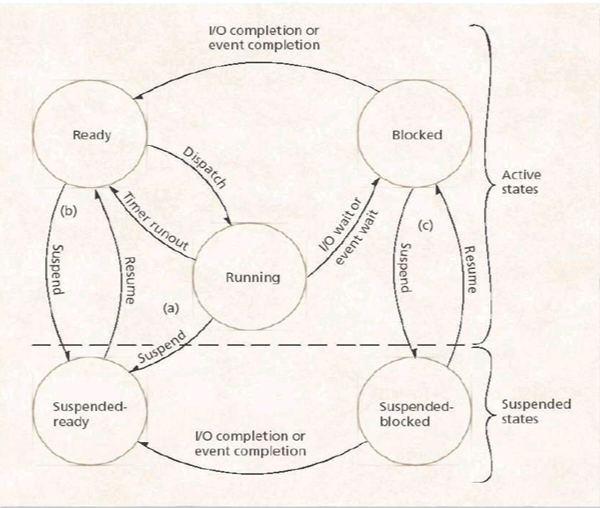 I/O completion or
event completion
Ready
Blocked
Dispatch
Active
states
(b)
Timer runout
I/O wait or
event wait
(c)
Suspend
Resume
Running
Suspend
Resume
(a)
Suspend
Suspended-
ready
Suspended-
blocked
Suspended
states
I/O completion or
event completion